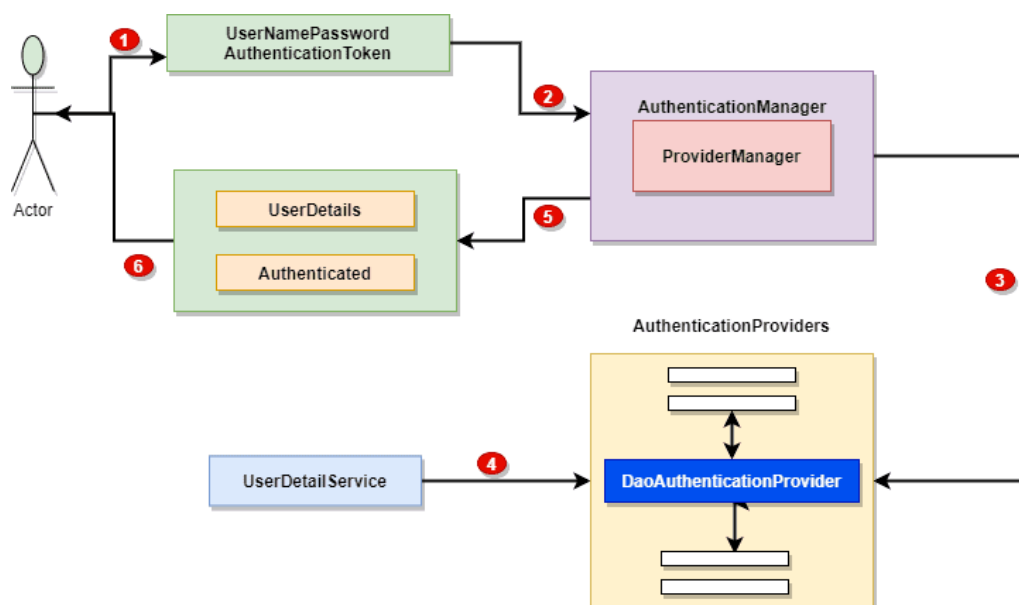 1
UserNamePassword
AuthenticationToken
2
AuthenticationManager
ProviderManager
Actor
UserDetails
5
Authenticated
6
3
AuthenticationProviders
UserDetailService
4
DaoAuthenticationProvider